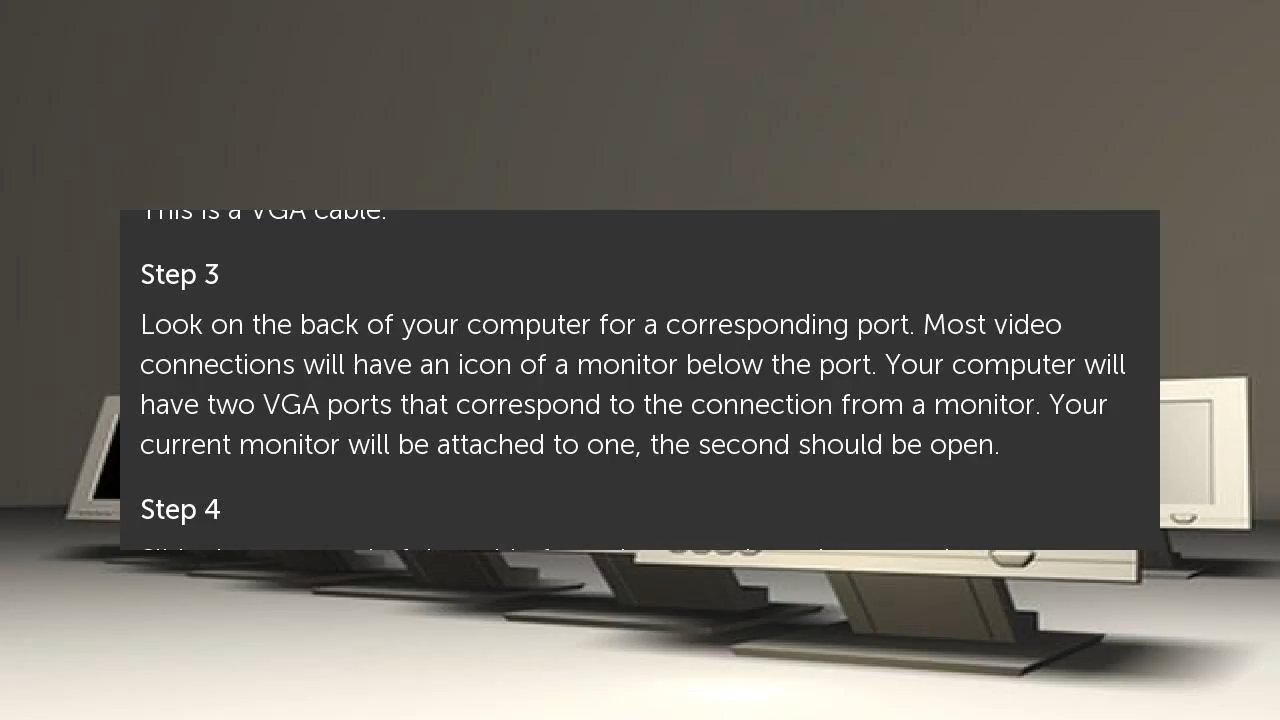 This is a VGA cable.
Step 3
Look on the back of your computer for a corresponding port. Most video
connections will have an icon of a monitor below the port. Your computer will
have two VGA ports that correspond to the connection from a monitor. Your
current monitor will be attached to one, the second should be open.
Step 4